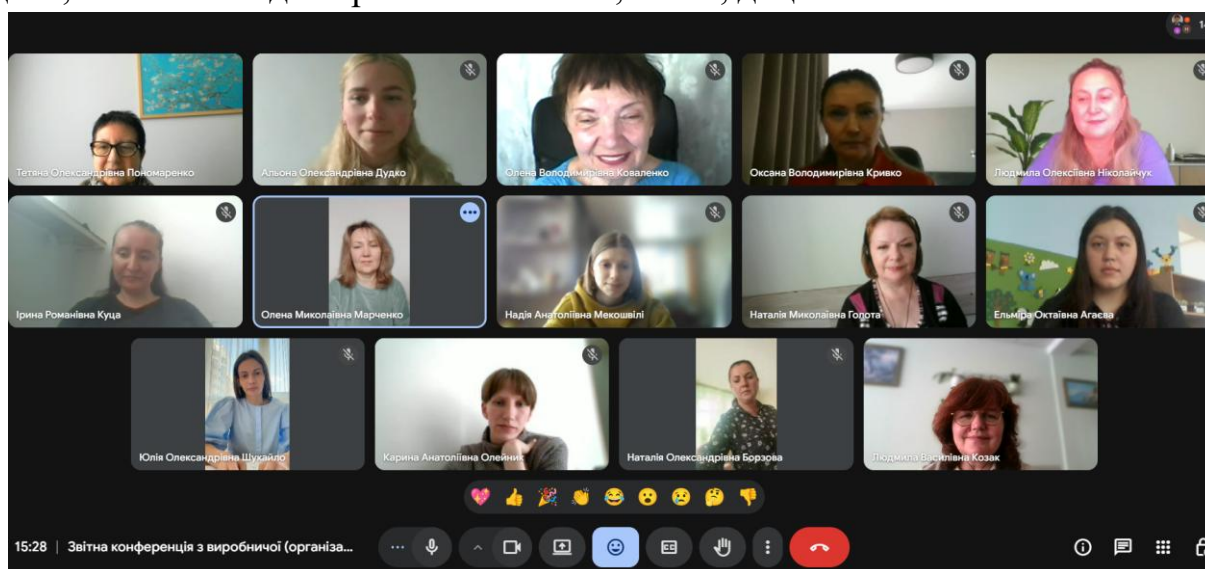 Тетяна Олександрівна Пономаренко
Альона Олександрівна Дудко
Олена Володимирівна Коваленко
Оксана Володимирівна Кривко
Людмила Олексіївна Ніколайчук
Ірина Романівна Куца
Олена Миколаївна Марченко
Надія Анатоліївна Мекошвілі
Наталія Миколаївна Голота
Ельміра Октаївна Агаєва
Юлія Олександрівна Шухайло
Карина Анатоліївна Олейник
Наталія Олександрівна Борзова
Людмила Василівна Козак
15:28 | Звітна конференція з виробничої (організа...